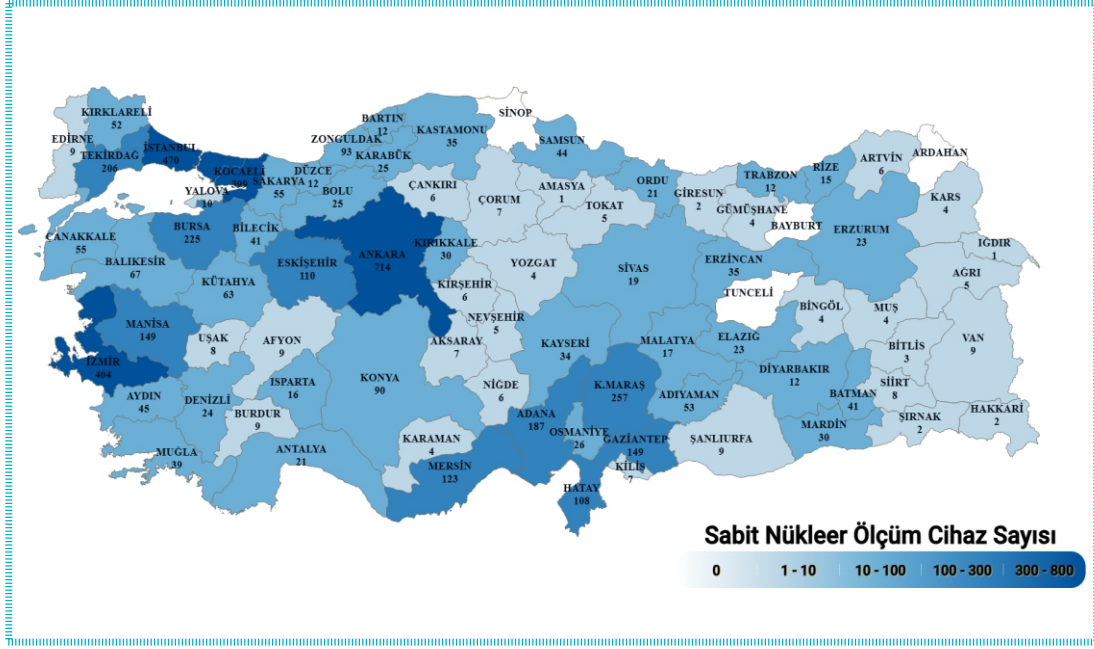 SİNOP
BARTIN
12
KASTAMONU
35
KIRKLARELİ
52
EDİRNE
9
TEKİRDAĞ
206
İSTANBUL
470
KOCAELİ
ZONGULDAK
93
KARABÜK
25
SAMSUN
44
DÜZCE
12
SAKARYA
55
YALOVA
10
BOLU
25
ÇANKIRI
6
ÇORUM
7
AMASYA
1
TOKAT
5
ORDU
21
GİRESUN
2
GÜMÜŞHANE
4
TRABZON
12
RİZE
15
ARTVİN
6
ARDAHAN
BAYBURT
KARS
4
ERZURUM
23
IĞDIR
1
AĞRI
5
ÇANAKKALE
55
BALIKESİR
67
BURSA
225
BİLECİK
41
ESKİŞEHİR
110
ANKARA
714
KIRIKKALE
30
KÜTAHYA
63
KIRŞEHİR
6
YOZGAT
4
SİVAS
19
ERZİNCAN
35
TUNCELİ
BİNGÖL
4
MUŞ
4
BİTLİS
3
VAN
9
MANİSA
149
UŞAK
8
AFYON
9
İZMİR
404
AKSARAY
7
NEVŞEHİR
5
KAYSERİ
34
MALATYA
17
ELAZIĞ
23
DİYARBAKIR
12
SİİRT
8
BATMAN
41
AYDIN
45
DENİZLİ
24
ISPARTA
16
BURDUR
9
KONYA
90
NİĞDE
6
K.MARAŞ
257
ADIYAMAN
53
ŞIRNAK
2
HAKKARİ
2
MARDİN
30
ŞANLIURFA
9
ADANA
187
OSMANİYE
26
GAZİANTEP
149
KİLİS
7
MUĞLA
39
ANTALYA
21
KARAMAN
4
MERSİN
123
HATAY
108
Sabit Nükleer Ölçüm Cihaz Sayısı
0 1 - 10 10 - 100 100 - 300 300 - 800